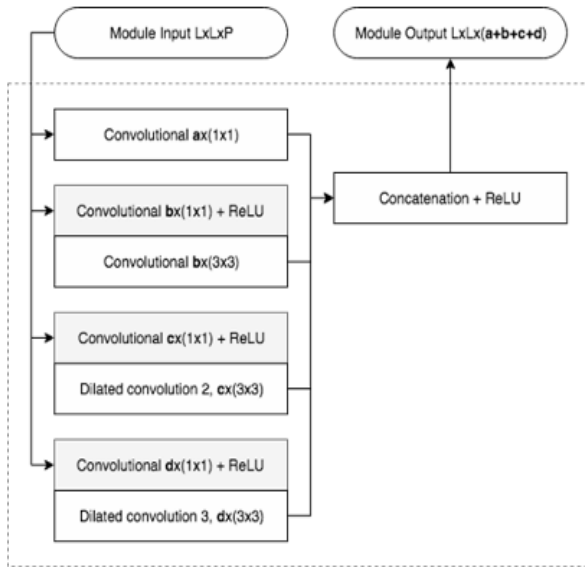 Module Input LxLxP
Module Output LxLx(a+b+c+d)
Convolutional ax(1x1)
Convolutional bx(1x1) + ReLU
Concatenation + ReLU
Convolutional bx(3x3)
Convolutional cx(1x1) + ReLU
Dilated convolution 2, cx(3x3)
Convolutional dx(1x1) + ReLU
Dilated convolution 3, dx(3x3)